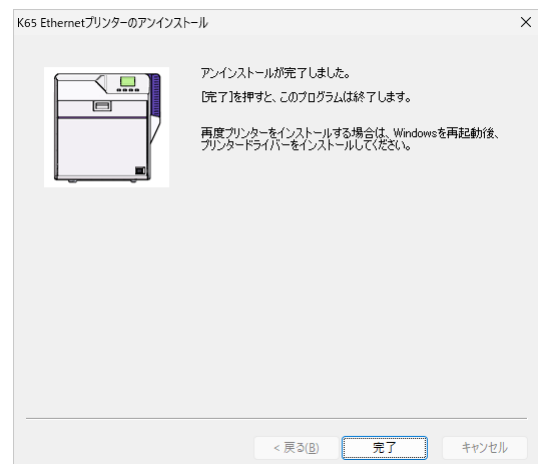 K65 Ethernetプリンターのアンインストール
アンインストールが完了しました。
[完了]を押すと、このプログラムは終了します。
再度プリンターをインストールする場合は、Windowsを再起動後、
プリンタードライバーをインストールしてください。
< 戻る(B)
完了
キャンセル